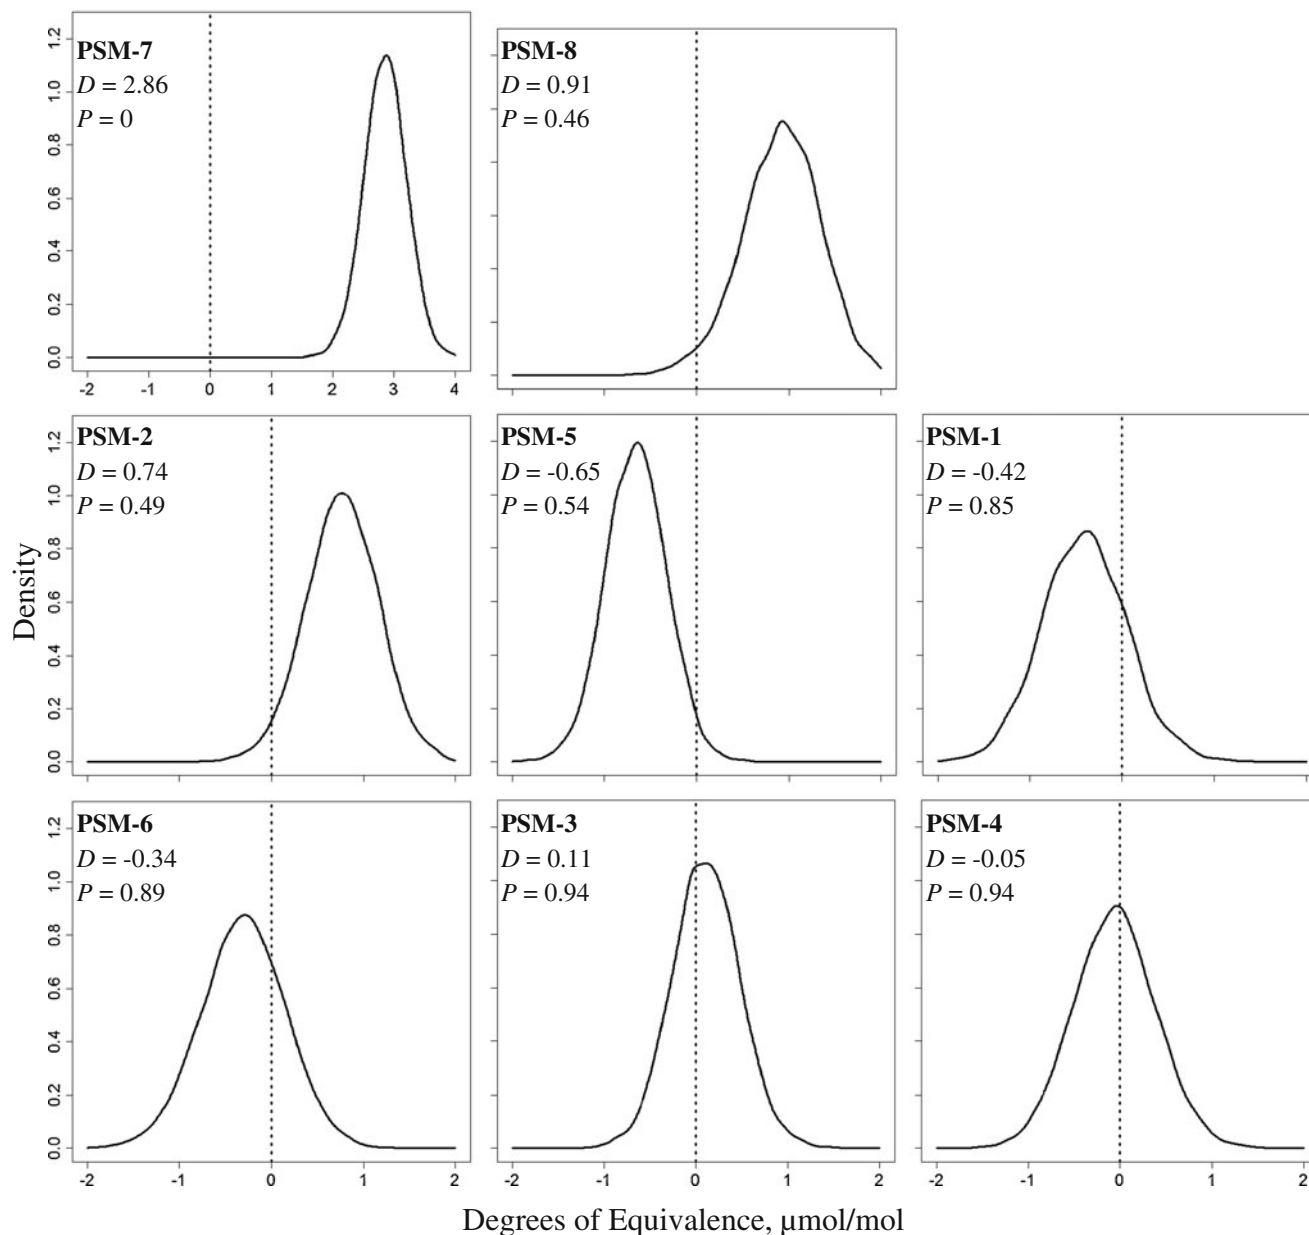 PSM-7
D = 2.86
P = 0
1.2
1.0
0.8
0.6
0.4
0.2
0.0
-2 -1 0 1 2 3 4
PSM-8
D = 0.91
P = 0.46
PSM-2
D = 0.74
P = 0.49
1.2
1.0
0.8
0.6
0.4
0.2
0.0
PSM-5
D = -0.65
P = 0.54
PSM-1
D = -0.42
P = 0.85
Density
PSM-6
D = -0.34
P = 0.89
1.2
1.0
0.8
0.6
0.4
0.2
0.0
-2 -1 0 1 2
PSM-3
D = 0.11
P = 0.94
-2 -1 0 1 2
PSM-4
D = -0.05
P = 0.94
-2 -1 0 1 2
Degrees of Equivalence, µmol/mol